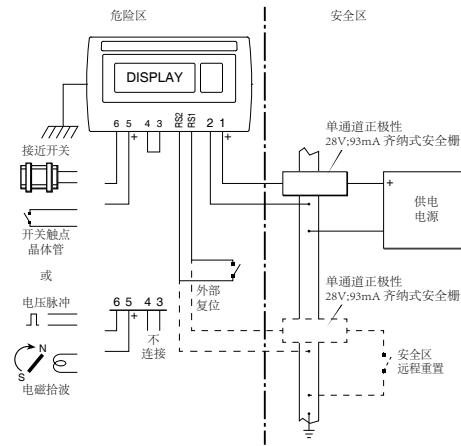 危险区
安全区
DISPLAY
6 5 4 3 RS2 RS1 2 1
+ +
接近开关
开关触点
晶体管
或
电压脉冲
N
S
电磁拾波
6 5 4 3
+
不
连接
外部
复位
单通道正极性
28V;93mA 齐纳式安全栅
+
供电
电源
单通道正极性
28V;93mA 齐纳式安全栅
安全区
远程重置